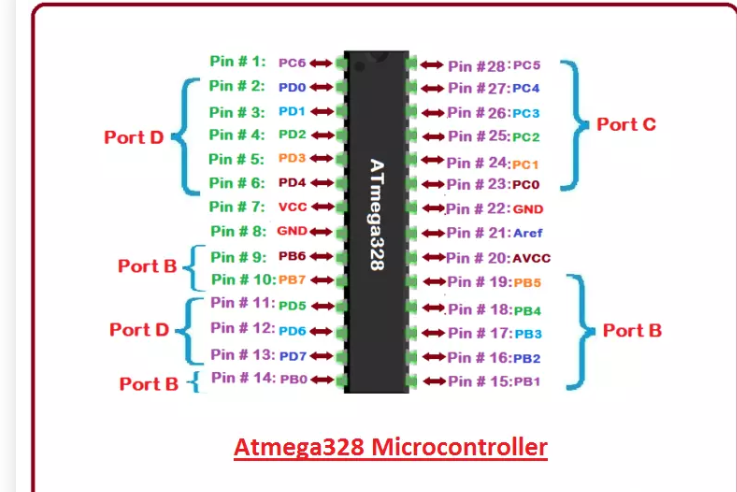 Pin # 1: PC6
Pin # 2: PD0
Pin # 3: PD1
Pin # 4: PD2
Pin # 5: PD3
Pin # 6: PD4
Port D
Pin # 7: VCC
Pin # 8: GND
Pin # 9: PB6
Pin # 10: PB7
Port B
Pin # 11: PD5
Pin # 12: PD6
Pin # 13: PD7
Port D
Pin # 14: PB0
Port B
ATmega328
Pin #28: PC5
Pin #27: PC4
Pin #26: PC3
Pin #25: PC2
Pin # 24: PC1
Pin # 23: PC0
Port C
Pin # 22: GND
Pin # 21: Aref
Pin # 20: AVCC
Pin # 19: PB5
Pin # 18: PB4
Pin # 17: PB3
Pin # 16: PB2
Pin # 15: PB1
Port B
Atmega328 Microcontroller